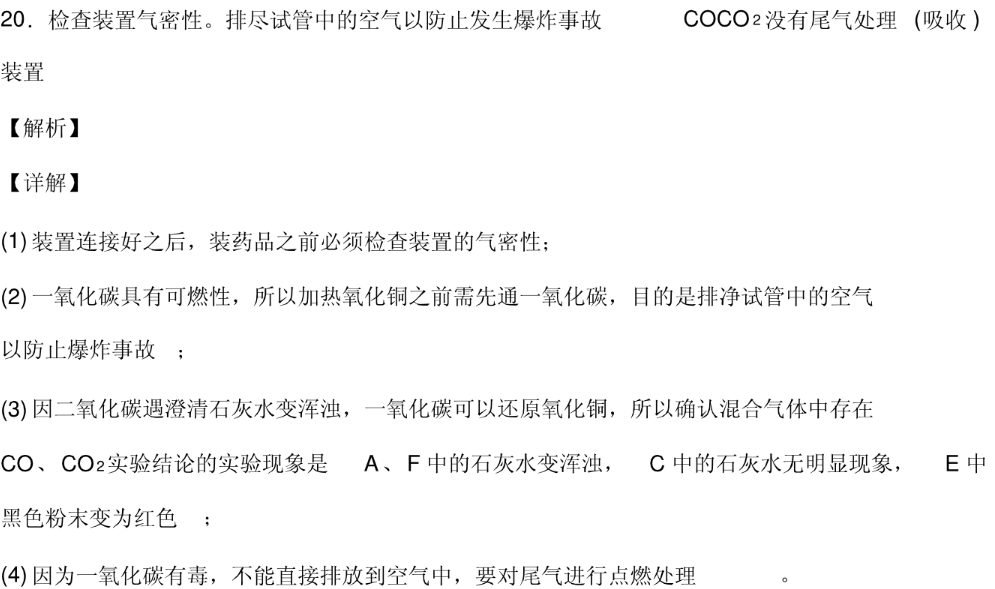 20．检查装置气密性。排尽试管中的空气以防止发生爆炸事故 COCO2没有尾气处理 (吸收)
装置
【解析】
【详解】
(1)装置连接好之后，装药品之前必须检查装置的气密性；
(2)一氧化碳具有可燃性，所以加热氧化铜之前需先通一氧化碳，目的是排净试管中的空气
以防止爆炸事故 ；
(3)因二氧化碳遇澄清石灰水变浑浊，一氧化碳可以还原氧化铜，所以确认混合气体中存在
CO、CO2实验结论的实验现象是 A、F 中的石灰水变浑浊， C 中的石灰水无明显现象， E 中
黑色粉末变为红色 ；
(4)因为一氧化碳有毒，不能直接排放到空气中，要对尾气进行点燃处理 。